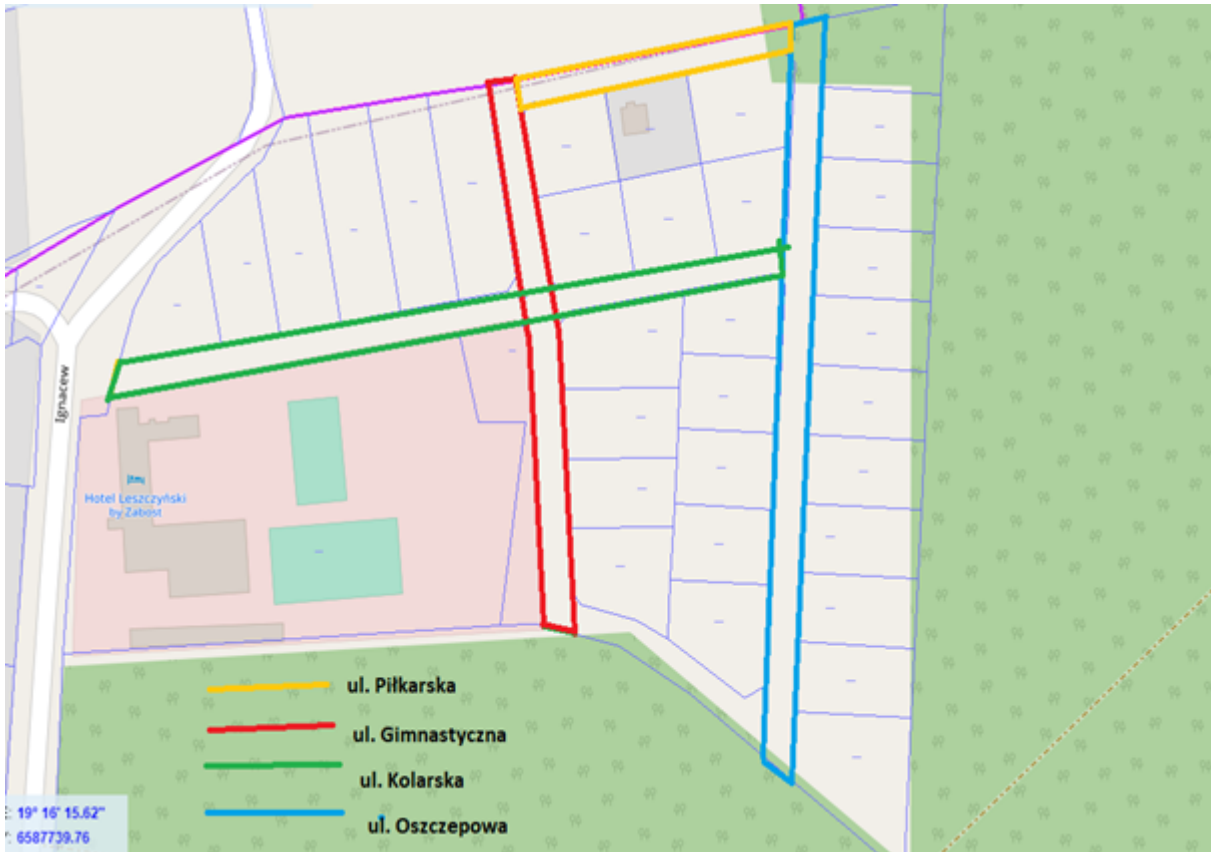 Ignacew
Hotel Leszczyński
by Zabost
ul. Piłkarska
ul. Gimnastyczna
ul. Kolarska
ul. Oszczepowa
: 19° 16' 15.62"
: 6587739.76